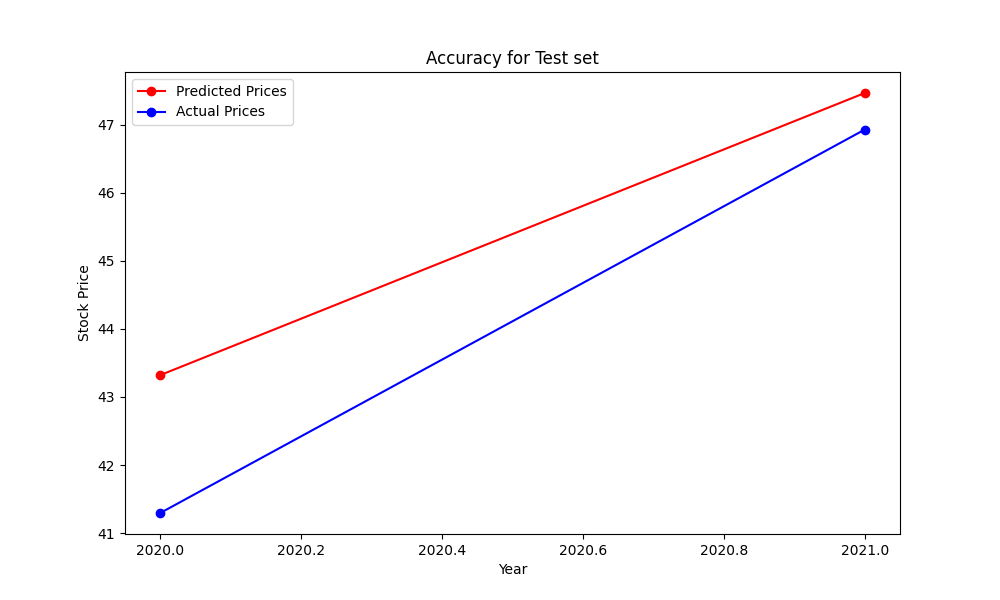 Accuracy for Test set
Predicted Prices
Actual Prices
Stock Price
47
46
45
44
43
42
41
2020.0 2020.2 2020.4 2020.6 2020.8 2021.0
Year